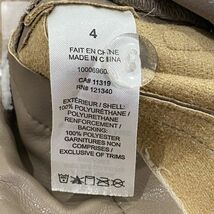 4
FAIT EN CHINE
MADE IN CHINA
CA# 11319
RN# 121340
EXTÉRIEUR / SHELL:
100% POLYURÉTHANE /
POLYURETHANE
RENFORCEMENT /
BACKING:
100% POLYESTER
GARNITURES NON
COMPRISES /
EXCLUSIVE OF TRIMS